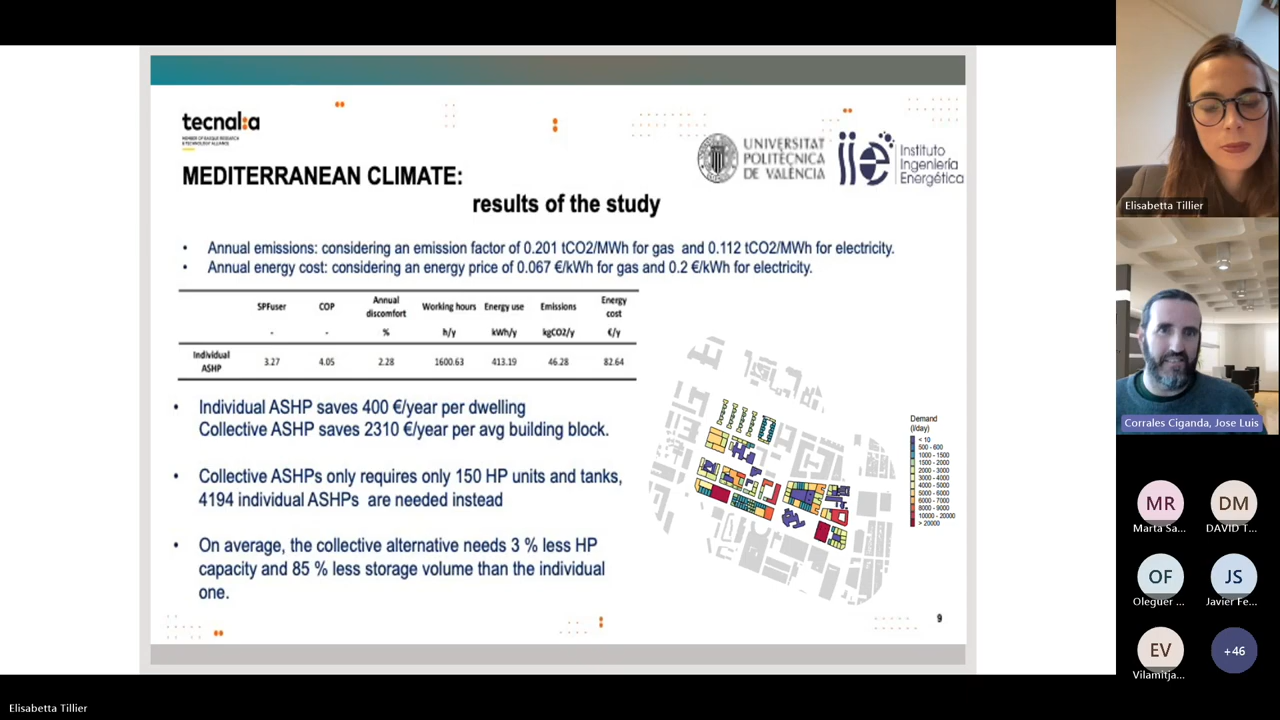 tecnal:a
MEMBER OF BASQUE RESEARCH
& TECHNOLOGY ALLIANCE
UNIVERSITAT
POLITÈCNICA
DE VALÈNCIA
iie
Instituto
Ingeniería
Energética
MEDITERRANEAN CLIMATE:
results of the study
• Annual emissions: considering an emission factor of 0.201 tCO2/MWh for gas and 0.112 tCO2/MWh for electricity.
• Annual energy cost: considering an energy price of 0.067 €/kWh for gas and 0.2 €/kWh for electricity.
SPFuser COP Annual discomfort Working hours Energy use Emissions Energy cost
- - % h/y kWh/y kgCO2/y €/y
Individual ASHP 3.27 4.05 2.28 1600.63 413.19 46.28 82.64
• Individual ASHP saves 400 €/year per dwelling
Collective ASHP saves 2310 €/year per avg building block.
• Collective ASHPs only requires only 150 HP units and tanks,
4194 individual ASHPs are needed instead
• On average, the collective alternative needs 3 % less HP
capacity and 85 % less storage volume than the individual
one.
Demand
(l/day)
< 10
500 - 600
1000 - 1500
1500 - 2000
2000 - 3000
3000 - 4000
4000 - 5000
5000 - 6000
6000 - 7000
8000 - 9000
10000 - 20000
> 20000
9
Elisabetta Tillier
Corrales Ciganda, Jose Luis
MR
DM
Marta Sa...
DAVID T...
OF
JS
Oleguer ...
Javier Fe...
EV
+46
Vilamitja...
Elisabetta Tillier